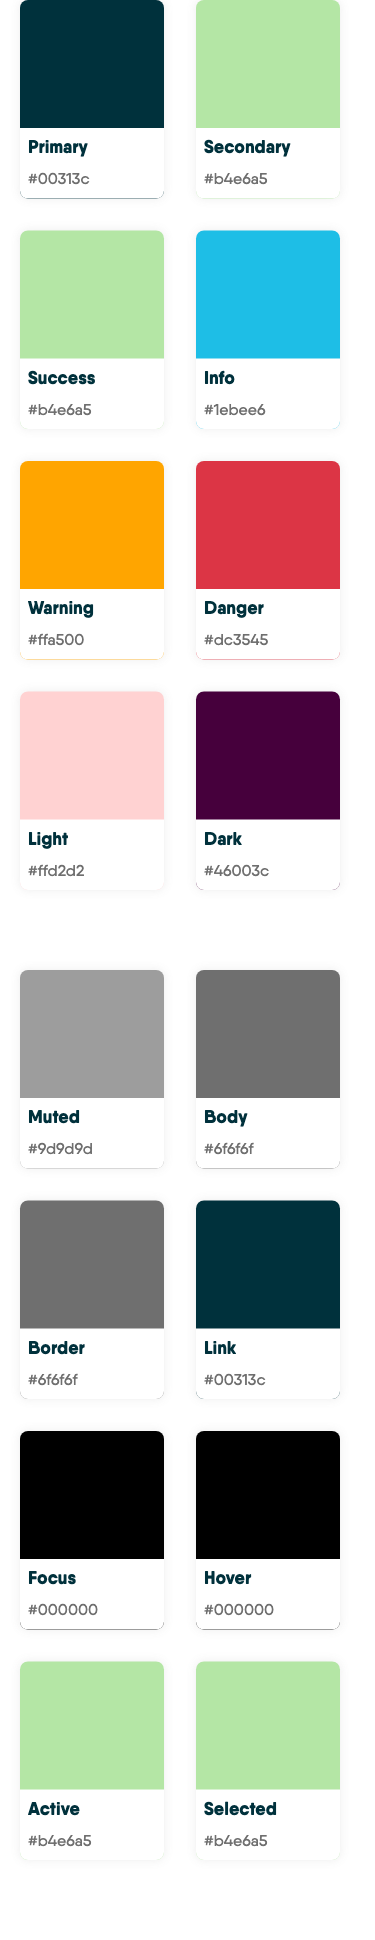 Primary
#00313c
Secondary
#b4e6a5
Success
#b4e6a5
Info
#1ebee6
Warning
#ffa500
Danger
#dc3545
Light
#ffd2d2
Dark
#46003c
Muted
#9d9d9d
Body
#6f6f6f
Border
#6f6f6f
Link
#00313c
Focus
#000000
Hover
#000000
Active
#b4e6a5
Selected
#b4e6a5